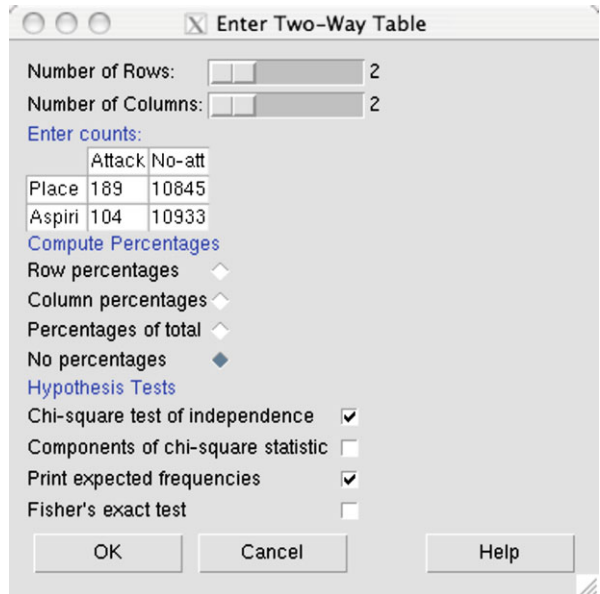 X Enter Two-Way Table
Number of Rows: 2
Number of Columns: 2
Enter counts:
Attack No-att
Place 189 10845
Aspiri 104 10933
Compute Percentages
Row percentages
Column percentages
Percentages of total
No percentages
Hypothesis Tests
Chi-square test of independence
Components of chi-square statistic
Print expected frequencies
Fisher's exact test
OK Cancel Help